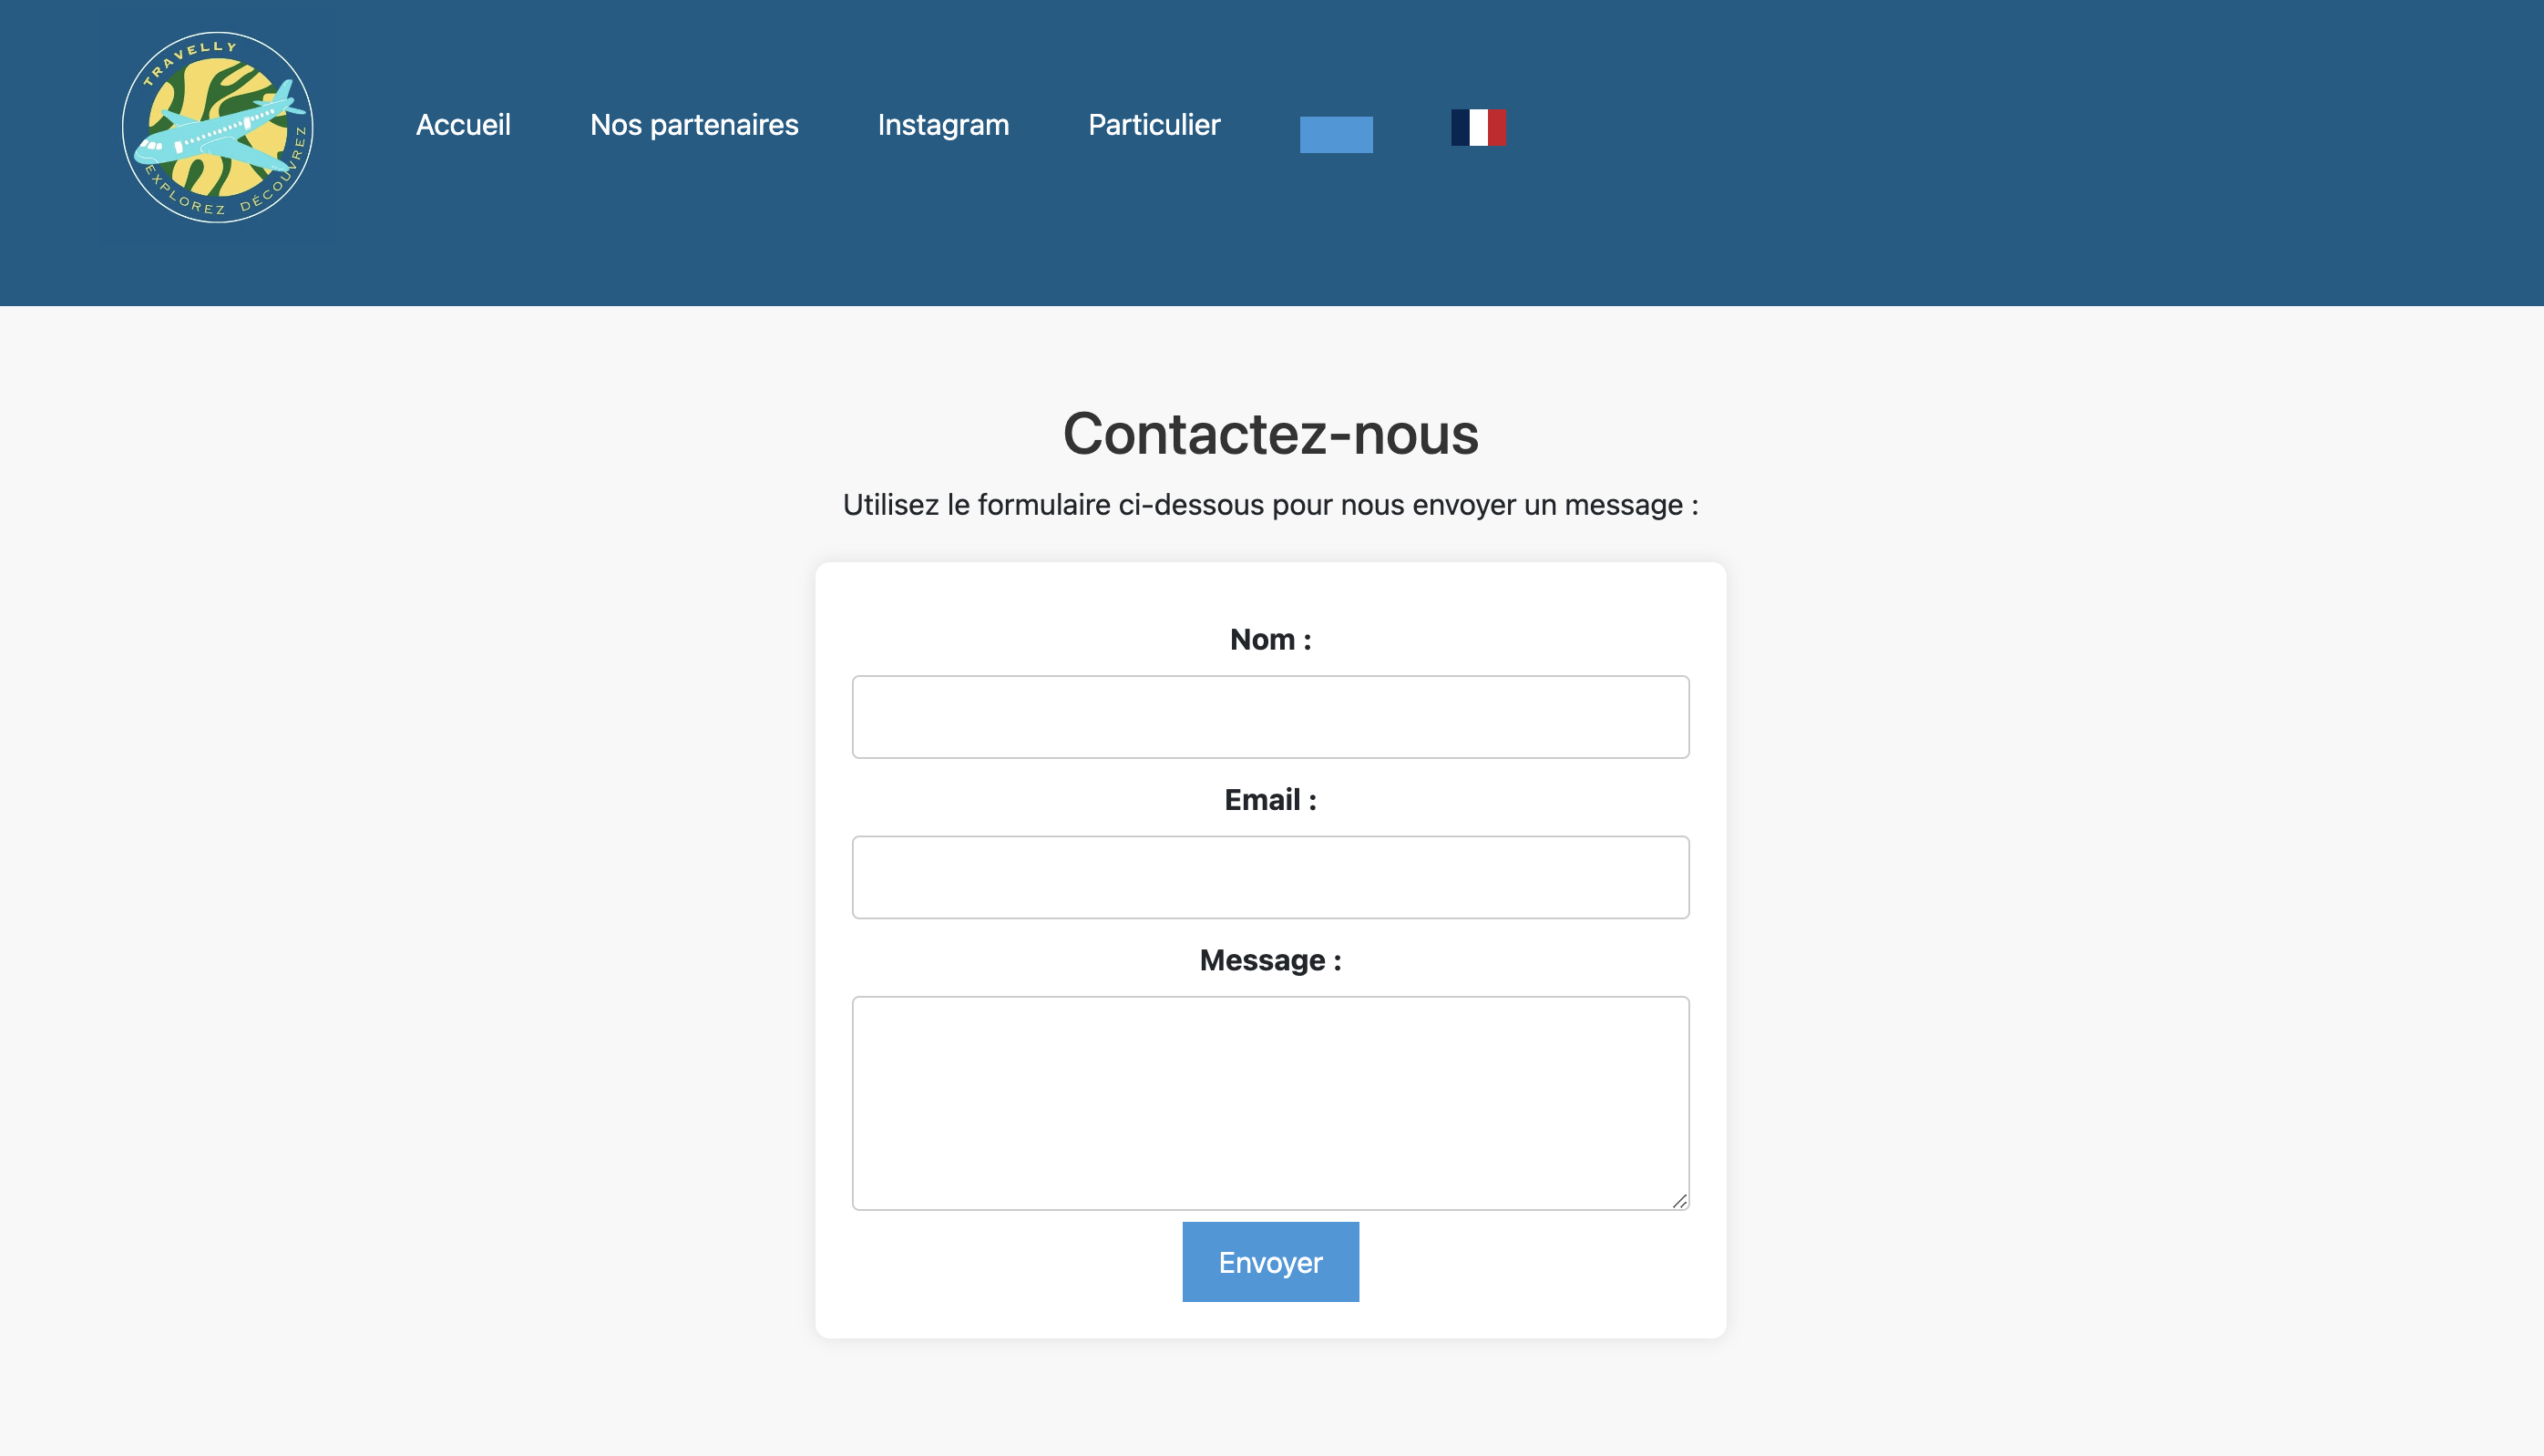 TRAVELLY
EXPLOREZ DÉCOUVREZ
Accueil
Nos partenaires
Instagram
Particulier
Contactez-nous
Utilisez le formulaire ci-dessous pour nous envoyer un message :
Nom :
Email :
Message :
Envoyer